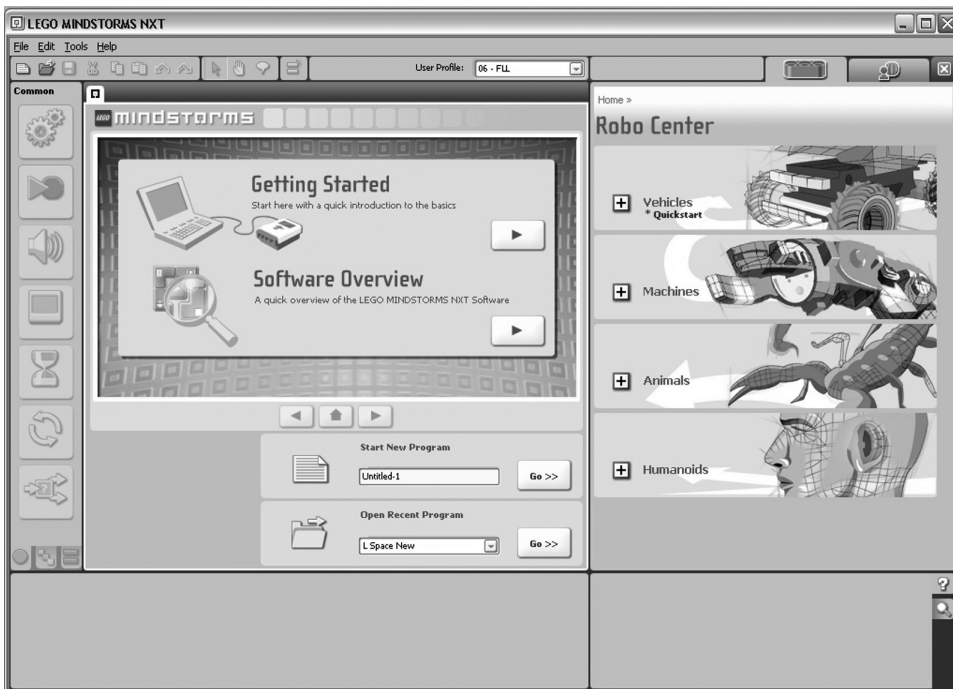 LEGO MINDSTORMS NXT
File Edit Tools Help
User Profile: 06 - FLL
Common
LEGO mindstorms
Getting Started
Start here with a quick introduction to the basics
Software Overview
A quick overview of the LEGO MINDSTORMS NXT Software
Start New Program
Untitled-1
Go >>
Open Recent Program
L Space New
Go >>
Home »
Robo Center
Vehicles
* Quickstart
Machines
Animals
Humanoids
?